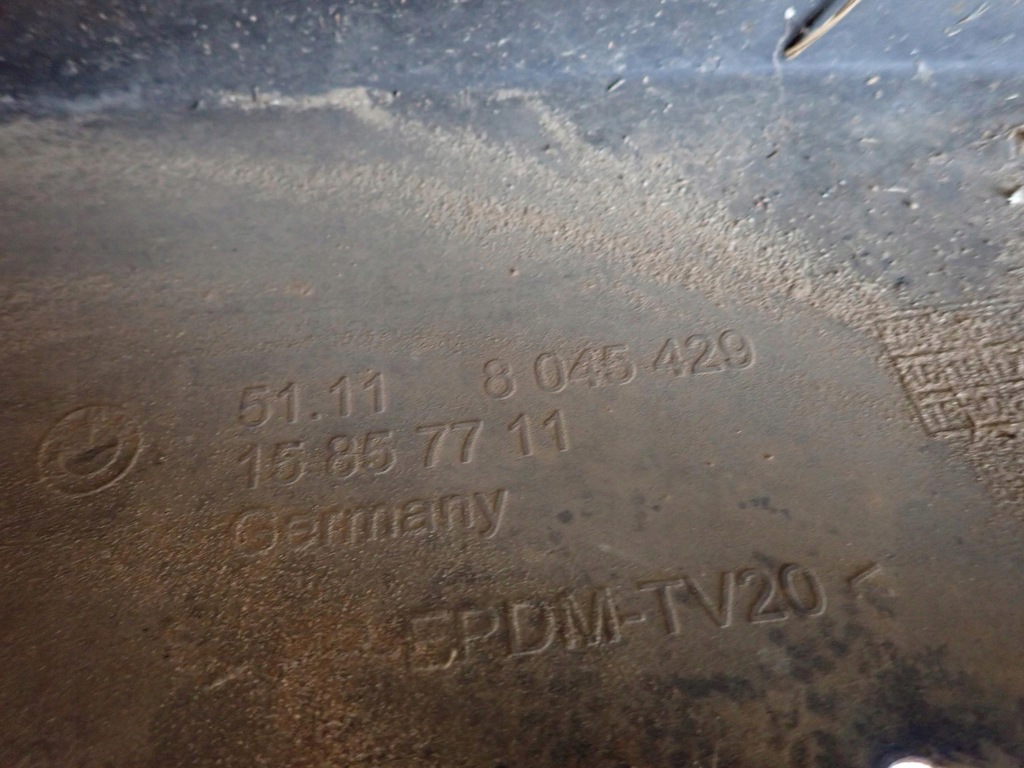 51.11 8 045 429
15 85 77 11
Germany
EPDM-TV20 <